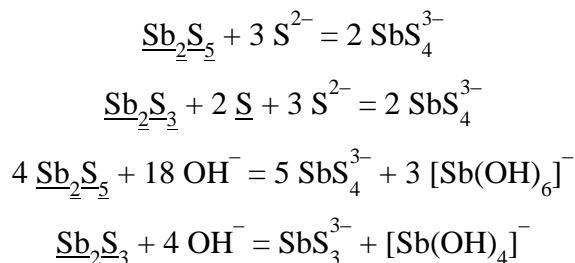 Sb₂S₅ + 3 S²⁻ = 2 SbS₄³⁻
Sb₂S₃ + 2 S + 3 S²⁻ = 2 SbS₄³⁻
4 Sb₂S₅ + 18 OH⁻ = 5 SbS₄³⁻ + 3 [Sb(OH)₆]⁻
Sb₂S₃ + 4 OH⁻ = SbS₃³⁻ + [Sb(OH)₄]⁻